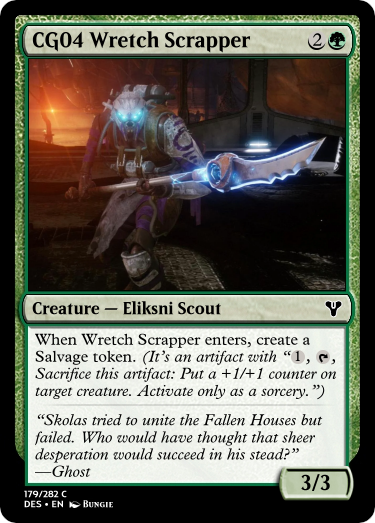 CG04 Wretch Scrapper 2
Creature — Eliksni Scout
When Wretch Scrapper enters, create a
Salvage token. (It's an artifact with “1, ,
Sacrifice this artifact: Put a +1/+1 counter on
target creature. Activate only as a sorcery.”)
“Skolas tried to unite the Fallen Houses but
failed. Who would have thought that sheer
desperation would succeed in his stead?”
—Ghost
3/3
179/282 C
DES • EN Bungie